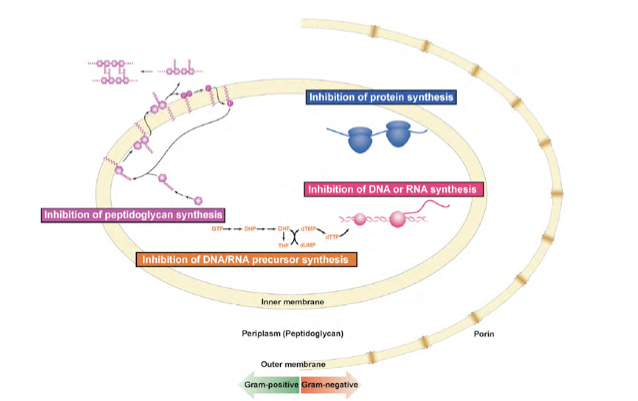 Inhibition of protein synthesis
Inhibition of DNA or RNA synthesis
Inhibition of peptidoglycan synthesis
GTP DHP DHF dTMP
dTTP
THF dUMP
Inhibition of DNA/RNA precursor synthesis
Inner membrane
Periplasm (Peptidoglycan) Porin
Outer membrane
Gram-positive Gram-negative